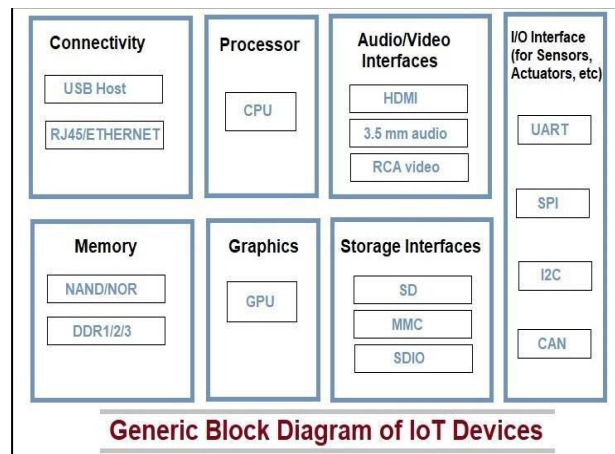 Connectivity
USB Host
RJ45/ETHERNET
Processor
CPU
Audio/Video
Interfaces
HDMI
3.5 mm audio
RCA video
I/O Interface
(for Sensors,
Actuators, etc)
UART
SPI
I2C
CAN
Memory
NAND/NOR
DDR1/2/3
Graphics
GPU
Storage Interfaces
SD
MMC
SDIO
Generic Block Diagram of IoT Devices